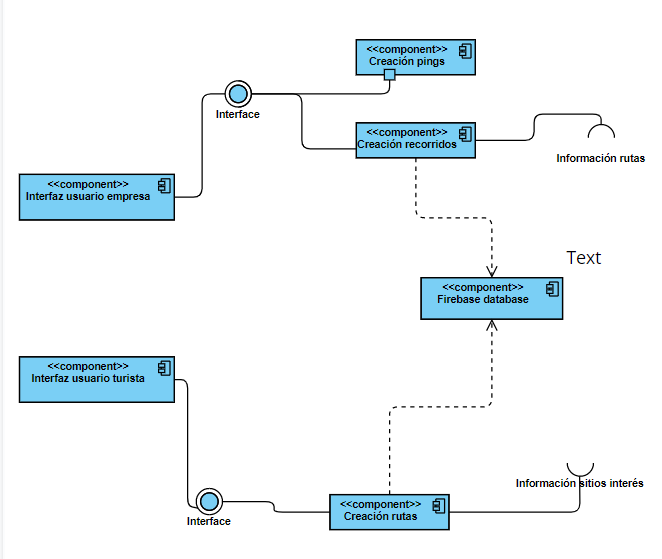 <<component>>
Creación pings
Interface
<<component>>
Creación recorridos
Información rutas
<<component>>
Interfaz usuario empresa
Text
<<component>>
Firebase database
<<component>>
Interfaz usuario turista
Información sitios interés
<<component>>
Creación rutas
Interface